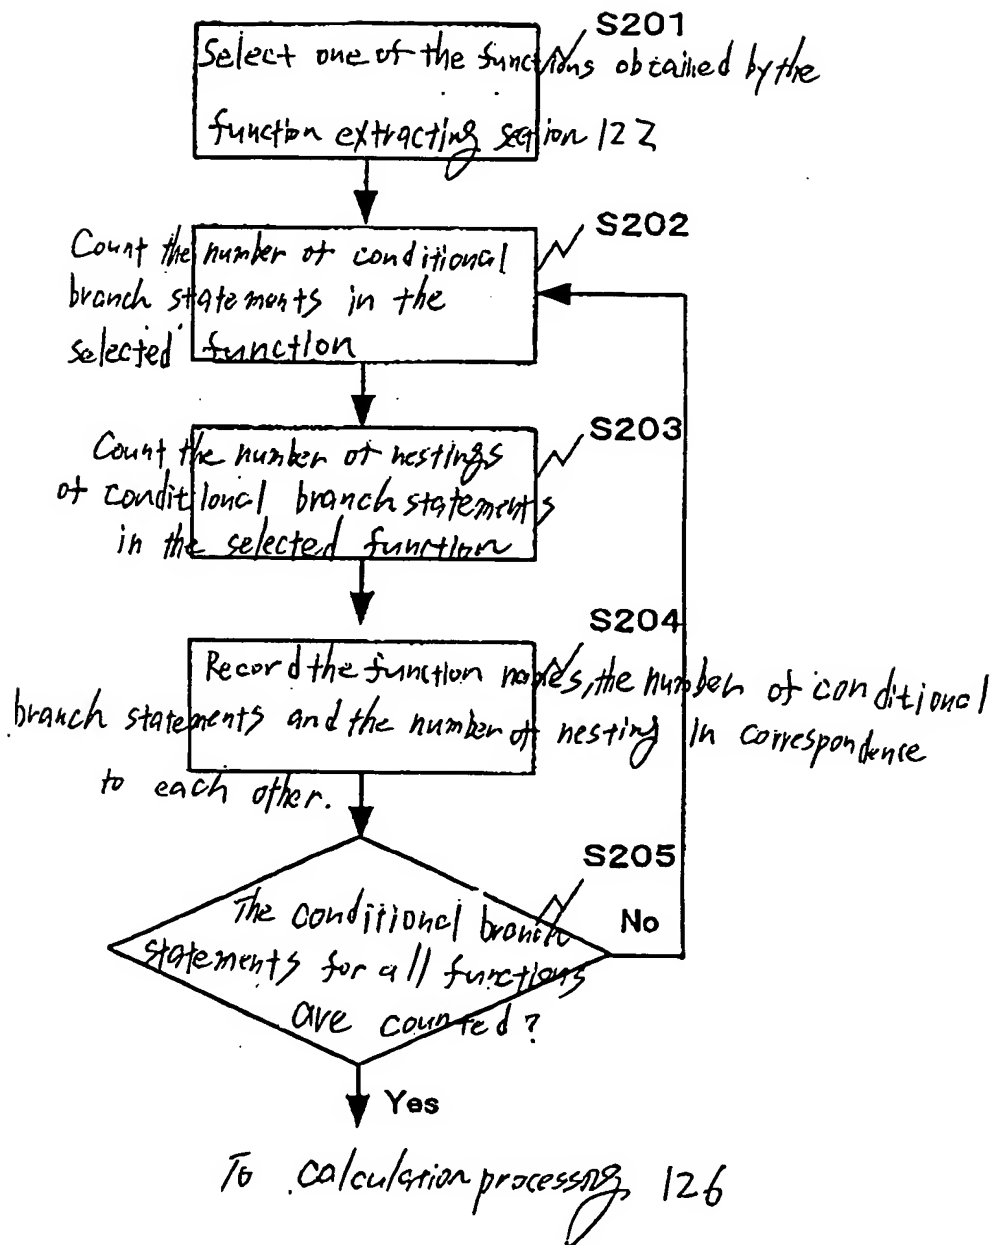 S201
Select one of the functions obtained by the
function extracting section 122
S202
Count the number of conditional
branch statements in the
selected function
S203
Count the number of nestings
of conditional branch statements
in the selected function
S204
Record the function names, the number of conditional
branch statements and the number of nesting in correspondence
to each other.
S205
The conditional branch
statements for all functions
are counted?
No
Yes
To calculation processing 126